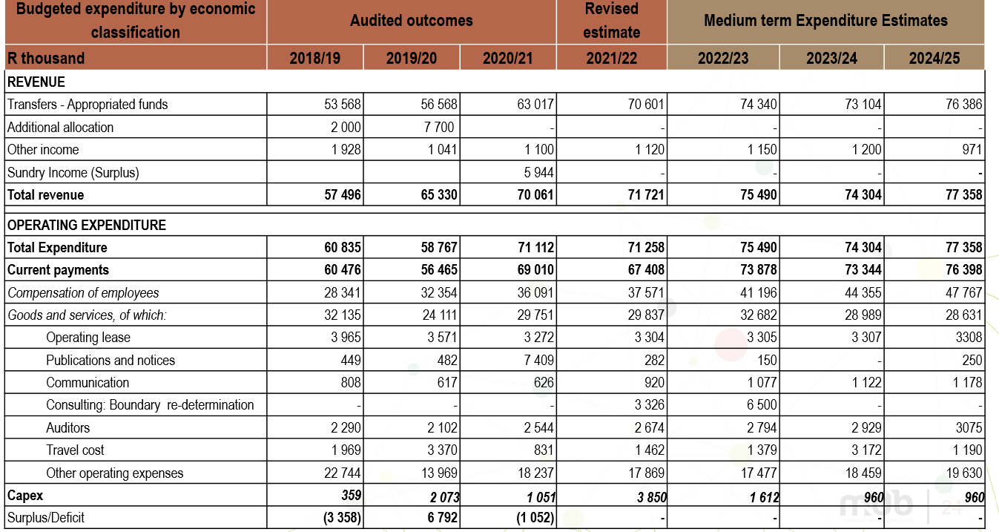 Budgeted expenditure by economic classification Audited outcomes Revised estimate Medium term Expenditure Estimates
R thousand 2018/19 2019/20 2020/21 2021/22 2022/23 2023/24 2024/25
REVENUE
Transfers - Appropriated funds 53 568 56 568 63 017 70 601 74 340 73 104 76 386
Additional allocation 2 000 7 700 - - - - -
Other income 1 928 1 041 1 100 1 120 1 150 1 200 971
Sundry Income (Surplus) 5 944 - - - -
Total revenue 57 496 65 330 70 061 71 721 75 490 74 304 77 358
OPERATING EXPENDITURE
Total Expenditure 60 835 58 767 71 112 71 258 75 490 74 304 77 358
Current payments 60 476 56 465 69 010 67 408 73 878 73 344 76 398
Compensation of employees 28 341 32 354 36 091 37 571 41 196 44 355 47 767
Goods and services, of which: 32 135 24 111 29 751 29 837 32 682 28 989 28 631
Operating lease 3 965 3 571 3 272 3 304 3 305 3 307 3308
Publications and notices 449 482 7 409 282 150 - 250
Communication 808 617 626 920 1 077 1 122 1 178
Consulting: Boundary re-determination - - - 3 326 6 500 - -
Auditors 2 290 2 102 2 544 2 674 2 794 2 929 3075
Travel cost 1 969 3 370 831 1 462 1 379 3 172 1 190
Other operating expenses 22 744 13 969 18 237 17 869 17 477 18 459 19 630
Capex 359 2 073 1 051 3 850 1 612 960 960
Surplus/Deficit (3 358) 6 792 (1 052) - - - -
24